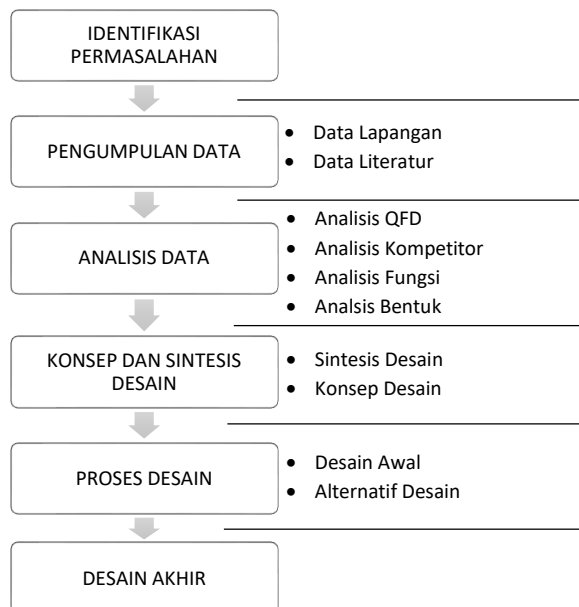 IDENTIFIKASI
PERMASALAHAN
PENGUMPULAN DATA
• Data Lapangan
• Data Literatur
ANALISIS DATA
• Analisis QFD
• Analisis Kompetitor
• Analisis Fungsi
• Analsis Bentuk
KONSEP DAN SINTESIS
DESAIN
• Sintesis Desain
• Konsep Desain
PROSES DESAIN
• Desain Awal
• Alternatif Desain
DESAIN AKHIR